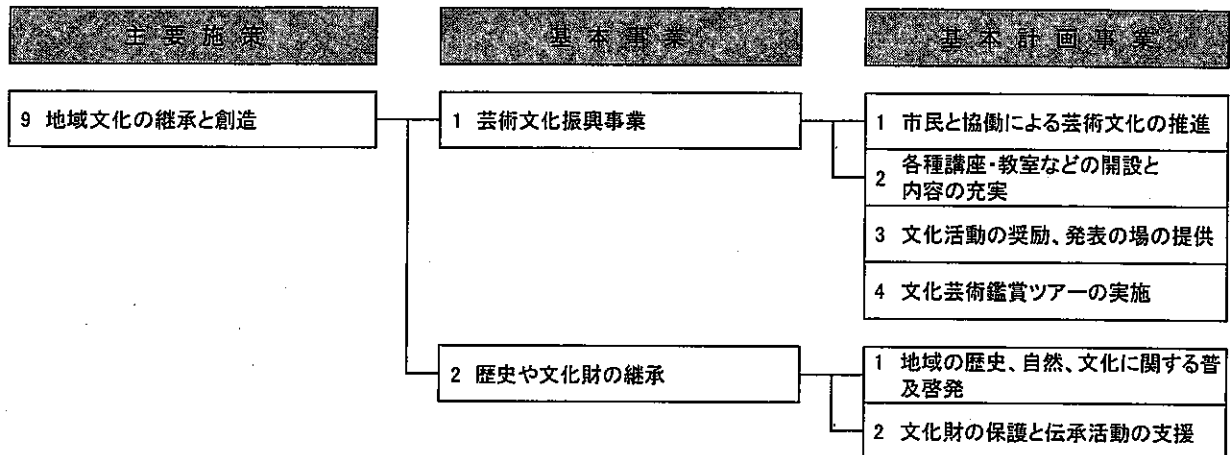 主要施策
基本事業
基本計画事業
9 地域文化の継承と創造
1 芸術文化振興事業
1 市民と協働による芸術文化の推進
2 各種講座・教室などの開設と
内容の充実
3 文化活動の奨励、発表の場の提供
4 文化芸術鑑賞ツアーの実施
2 歴史や文化財の継承
1 地域の歴史、自然、文化に関する普
及啓発
2 文化財の保護と伝承活動の支援